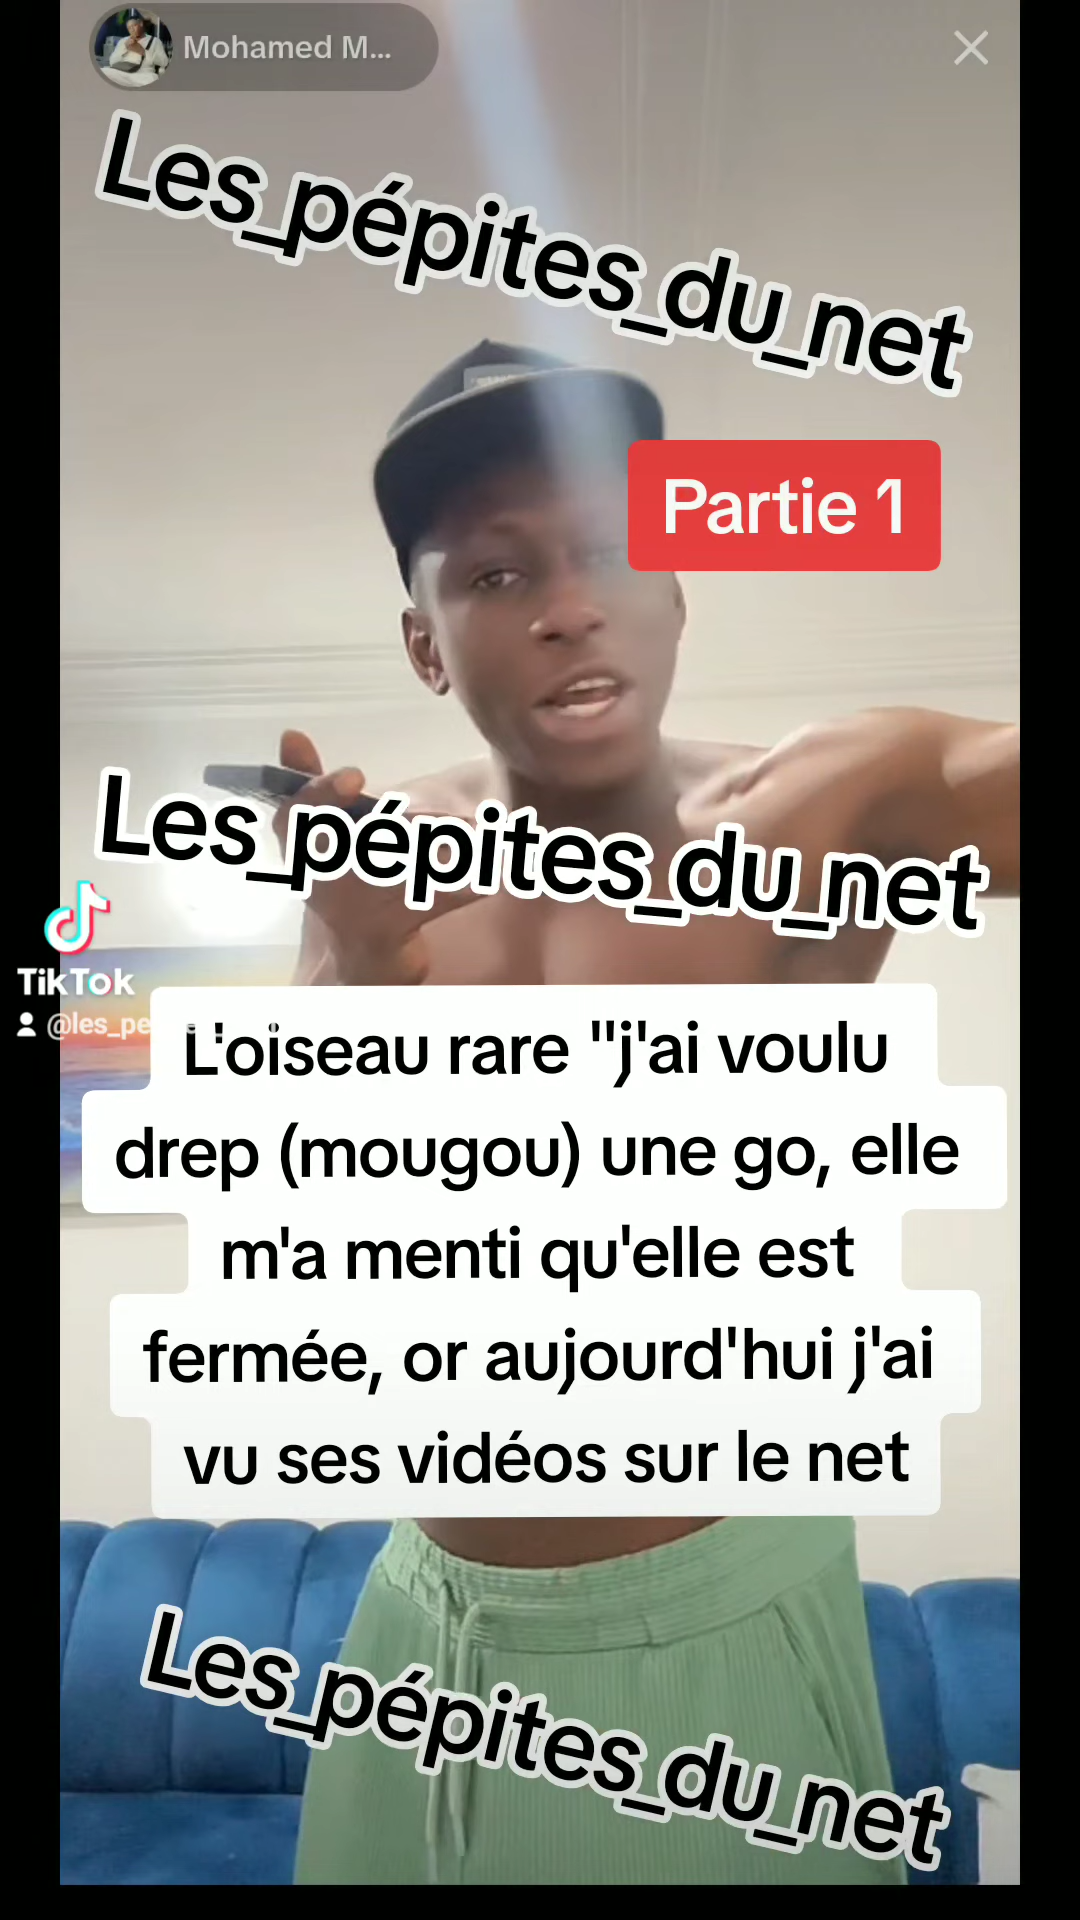 Mohamed M...
Les_pépites_du_net
Partie 1
Les_pépites_du_net
TikTok
@les_pe
L'oiseau rare "j'ai voulu
drep (mougou) une go, elle
m'a menti qu'elle est
fermée, or aujourd'hui j'ai
vu ses vidéos sur le net
Les_pépites_du_net